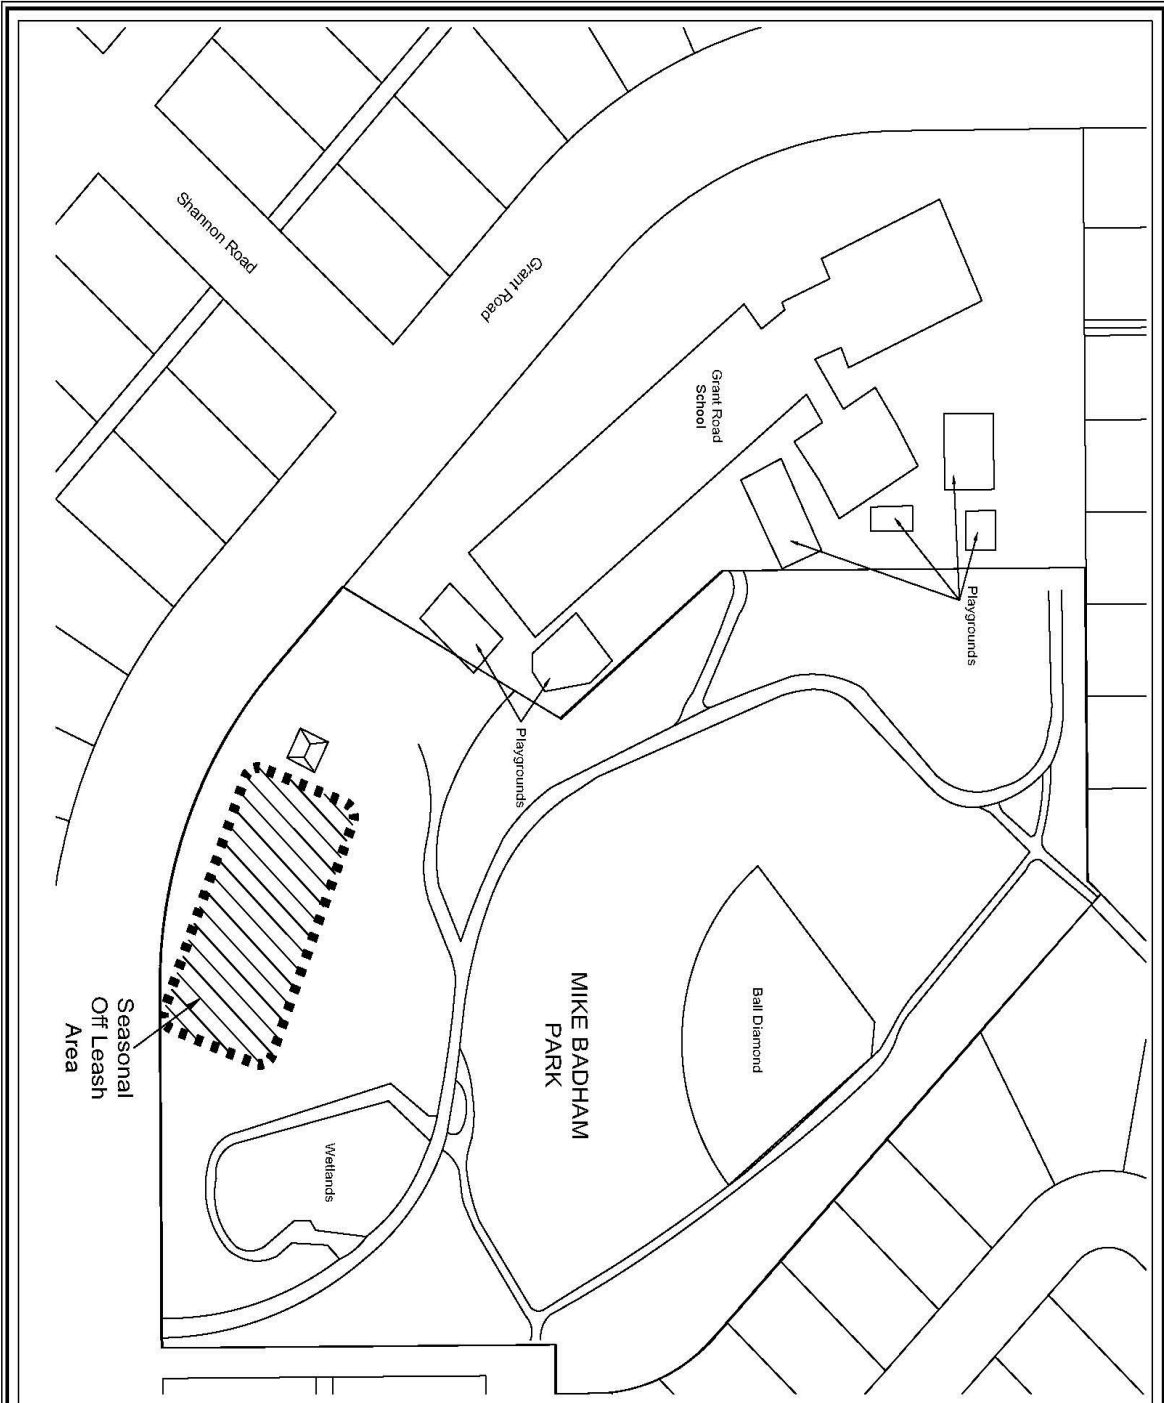 Shannon Road
Grant Road
Grant Road
School
Playgrounds
Playgrounds
MIKE BADHAM
PARK
Ball Diamond
Seasonal
Off Leash
Area
Wetlands